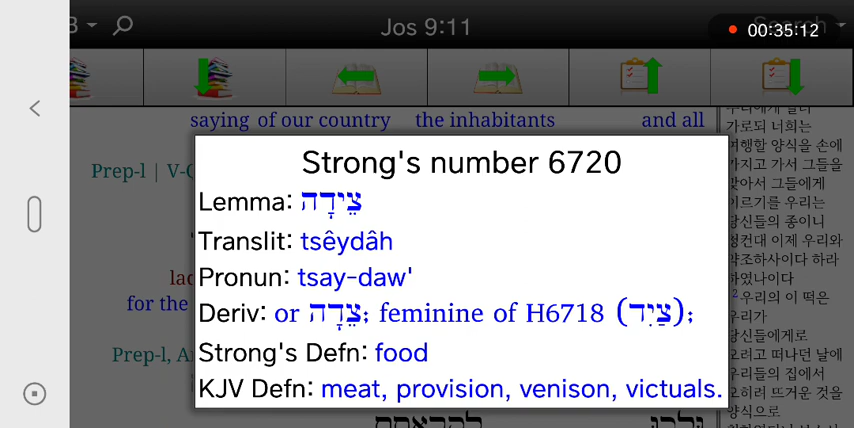 B
Jos 9:11
Search
00:35:12
saying of our country the inhabitants and all
Prep-l | V-
Strong's number 6720
Lemma: צֵידָה
Translit: tsêydâh
Pronun: tsay-daw'
Deriv: or צֵדָה; feminine of H6718 (צַיִד);
Strong's Defn: food
KJV Defn: meat, provision, venison, victuals.
for the
Prep-l, A
가로되 너희는
여행할 양식을 손에
가지고 가서 그들을
맞아서 그들에게
이르기를 우리는
당신들의 종이니
청컨대 이제 우리와
약조하사이다 하라
하였나이다
2 우리의 이 떡은
우리가
당신들에게로
오려고 떠나던 날에
우리들의 집에서
오히려 뜨거운 것을
양식으로